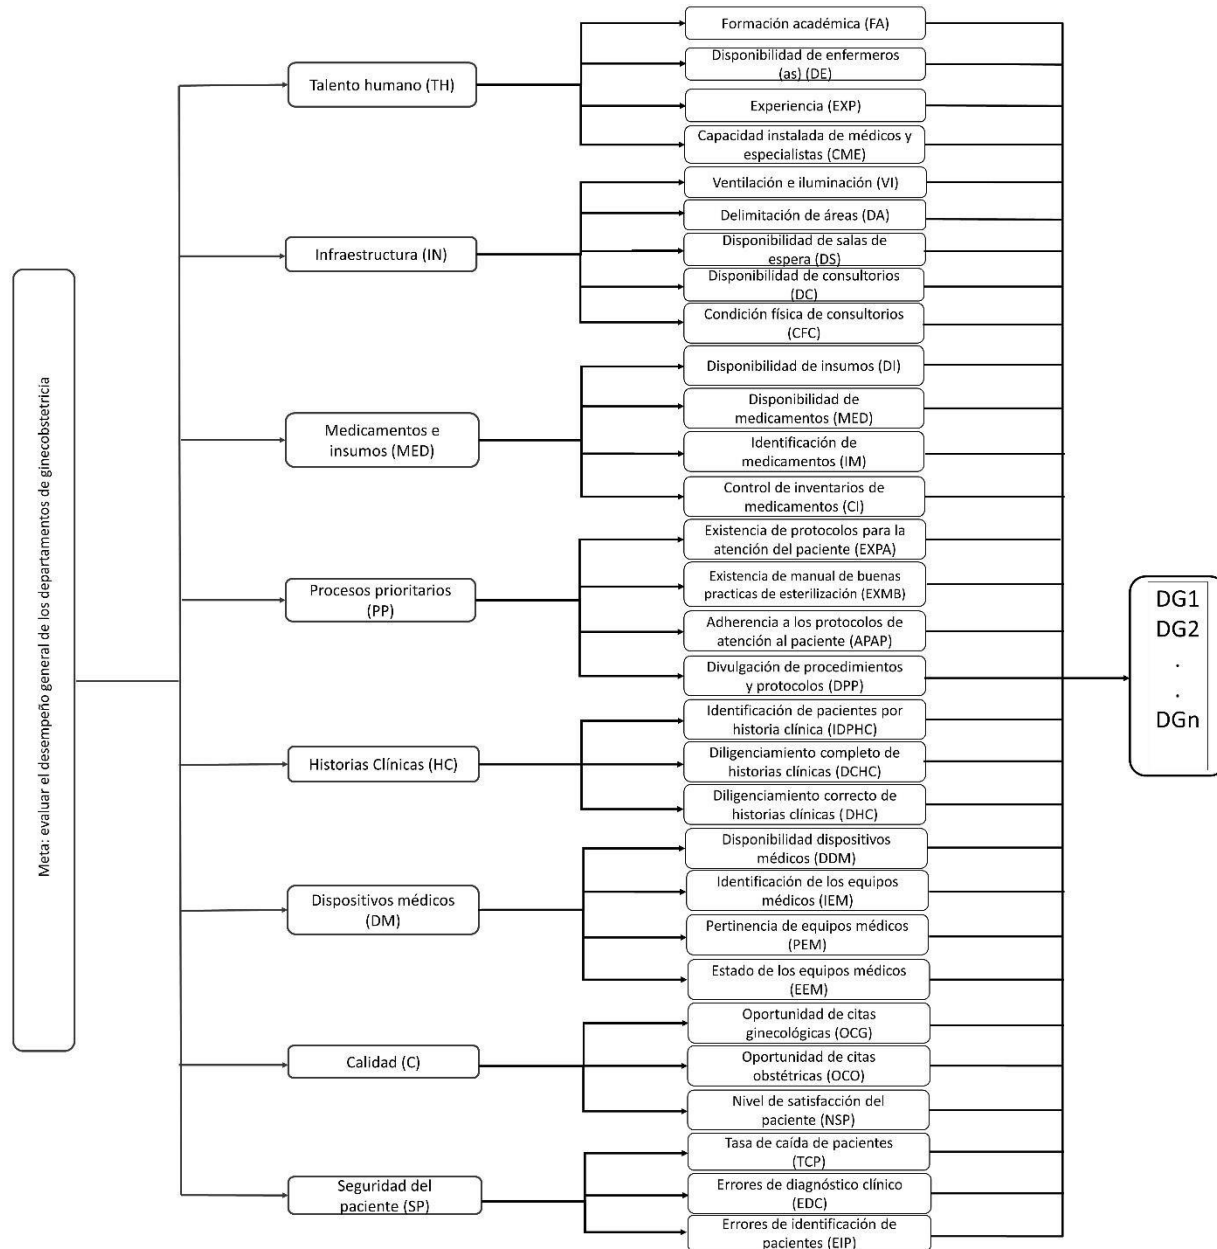 Meta: evaluar el desempeño general de los departamentos de ginecobstetricia
Talento humano (TH)
Formación académica (FA)
Disponibilidad de enfermeros
(as) (DE)
Experiencia (EXP)
Capacidad instalada de médicos y
especialistas (CME)
Infraestructura (IN)
Ventilación e iluminación (VI)
Delimitación de áreas (DA)
Disponibilidad de salas de
espera (DS)
Disponibilidad de consultorios
(DC)
Condición física de consultorios
(CFC)
Medicamentos e
insumos (MED)
Disponibilidad de insumos (DI)
Disponibilidad de
medicamentos (MED)
Identificación de
medicamentos (IM)
Control de inventarios de
medicamentos (CI)
Procesos prioritarios
(PP)
Existencia de protocolos para la
atención del paciente (EXPA)
Existencia de manual de buenas
practicas de esterilización (EXMB)
Adherencia a los protocolos de
atención al paciente (APAP)
Divulgación de procedimientos
y protocolos (DPP)
Historias Clínicas (HC)
Identificación de pacientes por
historia clínica (IDPHC)
Diligenciamiento completo de
historias clínicas (DCHC)
Diligenciamiento correcto de
historias clínicas (DHC)
Dispositivos médicos
(DM)
Disponibilidad dispositivos
médicos (DDM)
Identificación de los equipos
médicos (IEM)
Pertinencia de equipos médicos
(PEM)
Estado de los equipos médicos
(EEM)
Calidad (C)
Oportunidad de citas
ginecológicas (OCG)
Oportunidad de citas
obstétricas (OCO)
Nivel de satisfacción del
paciente (NSP)
Seguridad del
paciente (SP)
Tasa de caída de pacientes
(TCP)
Errores de diagnóstico clínico
(EDC)
Errores de identificación de
pacientes (EIP)
DG1
DG2
.
.
DGn